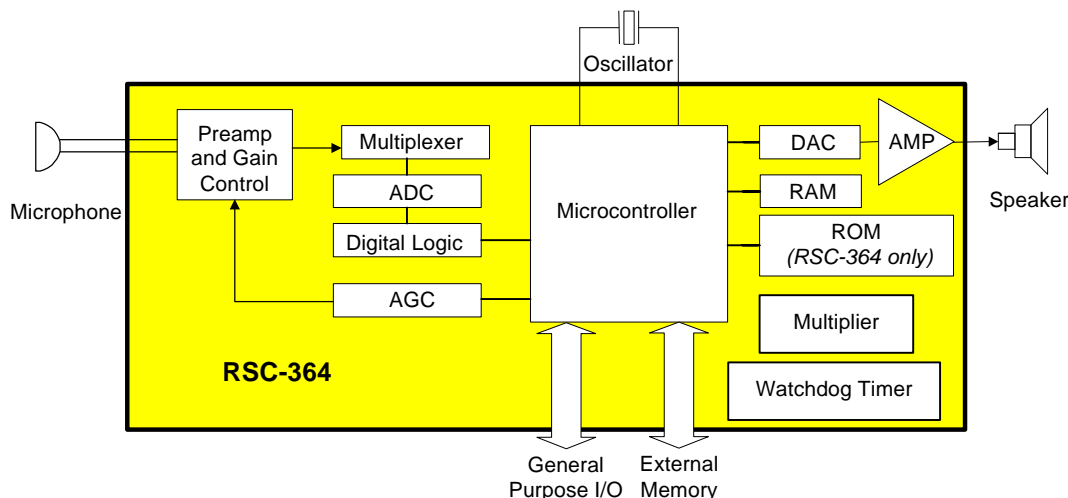 Oscillator
Preamp
and Gain
Control
Multiplexer
DAC
AMP
ADC
RAM
Microphone
Microcontroller
Speaker
Digital Logic
ROM
(RSC-364 only)
AGC
Multiplier
RSC-364
Watchdog Timer
General
Purpose I/O
External
Memory